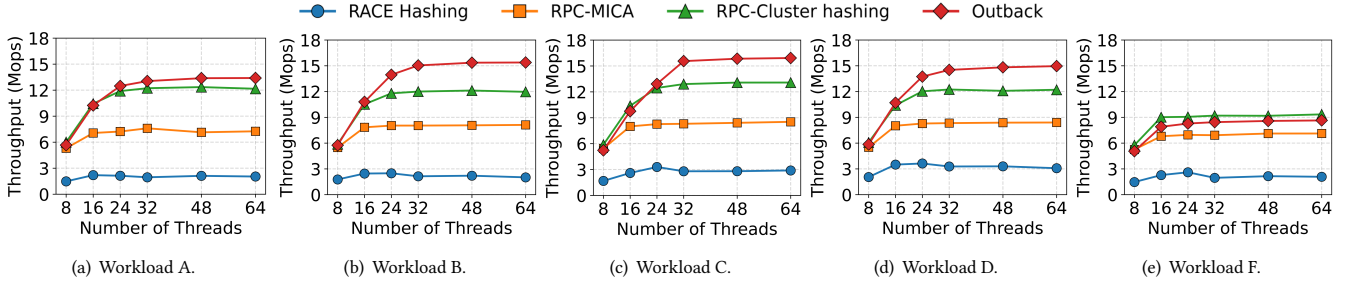 RACE Hashing RPC-MICA RPC-Cluster hashing Outback
Throughput (Mops)
18
15
12
9
6
3
0
8 16 24 32 48 64
Number of Threads
(a) Workload A.
Throughput (Mops)
18
15
12
9
6
3
0
8 16 24 32 48 64
Number of Threads
(b) Workload B.
Throughput (Mops)
18
15
12
9
6
3
0
8 16 24 32 48 64
Number of Threads
(c) Workload C.
Throughput (Mops)
18
15
12
9
6
3
0
8 16 24 32 48 64
Number of Threads
(d) Workload D.
Throughput (Mops)
18
15
12
9
6
3
0
8 16 24 32 48 64
Number of Threads
(e) Workload F.